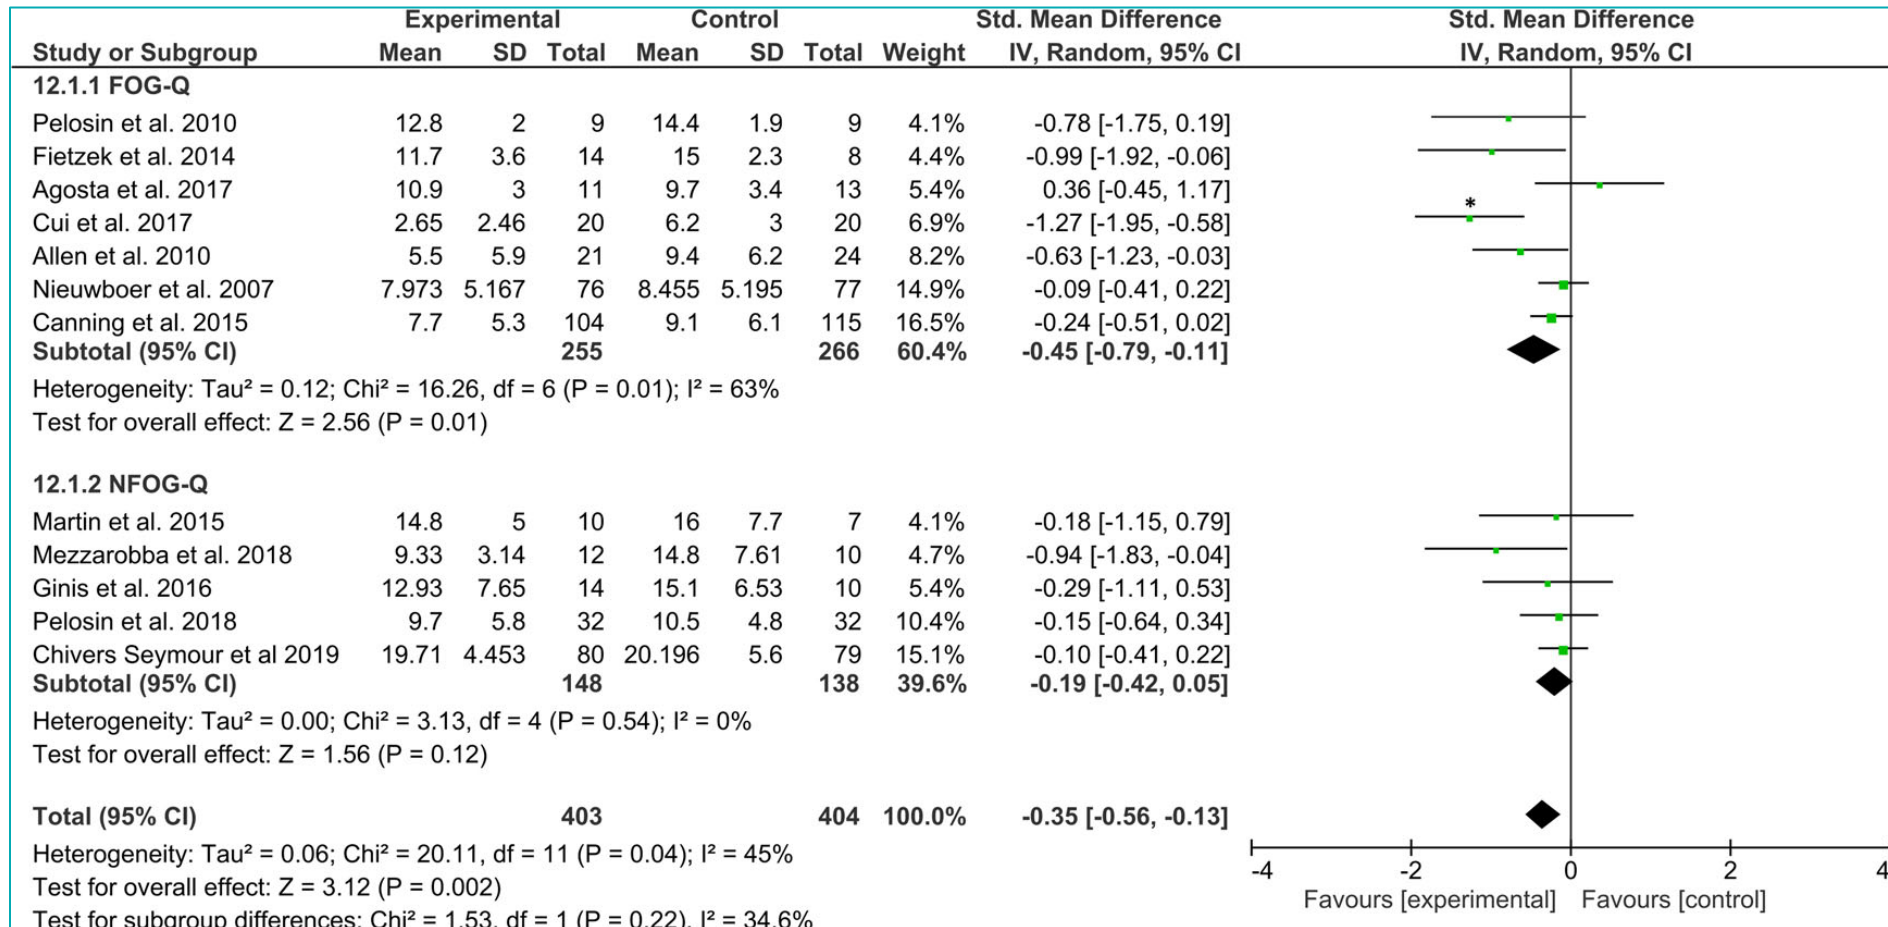 Experimental Control Std. Mean Difference Std. Mean Difference
Study or Subgroup Mean SD Total Mean SD Total Weight IV, Random, 95% CI IV, Random, 95% CI
12.1.1 FOG-Q
Pelosin et al. 2010 12.8 2 9 14.4 1.9 9 4.1% -0.78 [-1.75, 0.19]
Fietzek et al. 2014 11.7 3.6 14 15 2.3 8 4.4% -0.99 [-1.92, -0.06]
Agosta et al. 2017 10.9 3 11 9.7 3.4 13 5.4% 0.36 [-0.45, 1.17]
*
Cui et al. 2017 2.65 2.46 20 6.2 3 20 6.9% -1.27 [-1.95, -0.58]
Allen et al. 2010 5.5 5.9 21 9.4 6.2 24 8.2% -0.63 [-1.23, -0.03]
Nieuwboer et al. 2007 7.973 5.167 76 8.455 5.195 77 14.9% -0.09 [-0.41, 0.22]
Canning et al. 2015 7.7 5.3 104 9.1 6.1 115 16.5% -0.24 [-0.51, 0.02]
Subtotal (95% CI) 255 266 60.4% -0.45 [-0.79, -0.11]
Heterogeneity: Tau² = 0.12; Chi² = 16.26, df = 6 (P = 0.01); I² = 63%
Test for overall effect: Z = 2.56 (P = 0.01)
12.1.2 NFOG-Q
Martin et al. 2015 14.8 5 10 16 7.7 7 4.1% -0.18 [-1.15, 0.79]
Mezzarobba et al. 2018 9.33 3.14 12 14.8 7.61 10 4.7% -0.94 [-1.83, -0.04]
Ginis et al. 2016 12.93 7.65 14 15.1 6.53 10 5.4% -0.29 [-1.11, 0.53]
Pelosin et al. 2018 9.7 5.8 32 10.5 4.8 32 10.4% -0.15 [-0.64, 0.34]
Chivers Seymour et al 2019 19.71 4.453 80 20.196 5.6 79 15.1% -0.10 [-0.41, 0.22]
Subtotal (95% CI) 148 138 39.6% -0.19 [-0.42, 0.05]
Heterogeneity: Tau² = 0.00; Chi² = 3.13, df = 4 (P = 0.54); I² = 0%
Test for overall effect: Z = 1.56 (P = 0.12)
Total (95% CI) 403 404 100.0% -0.35 [-0.56, -0.13]
Heterogeneity: Tau² = 0.06; Chi² = 20.11, df = 11 (P = 0.04); I² = 45%
Test for overall effect: Z = 3.12 (P = 0.002)
Test for subgroup differences: Chi² = 1.53, df = 1 (P = 0.22), I² = 34.6%
-4 -2 0 2 4
Favours [experimental] Favours [control]